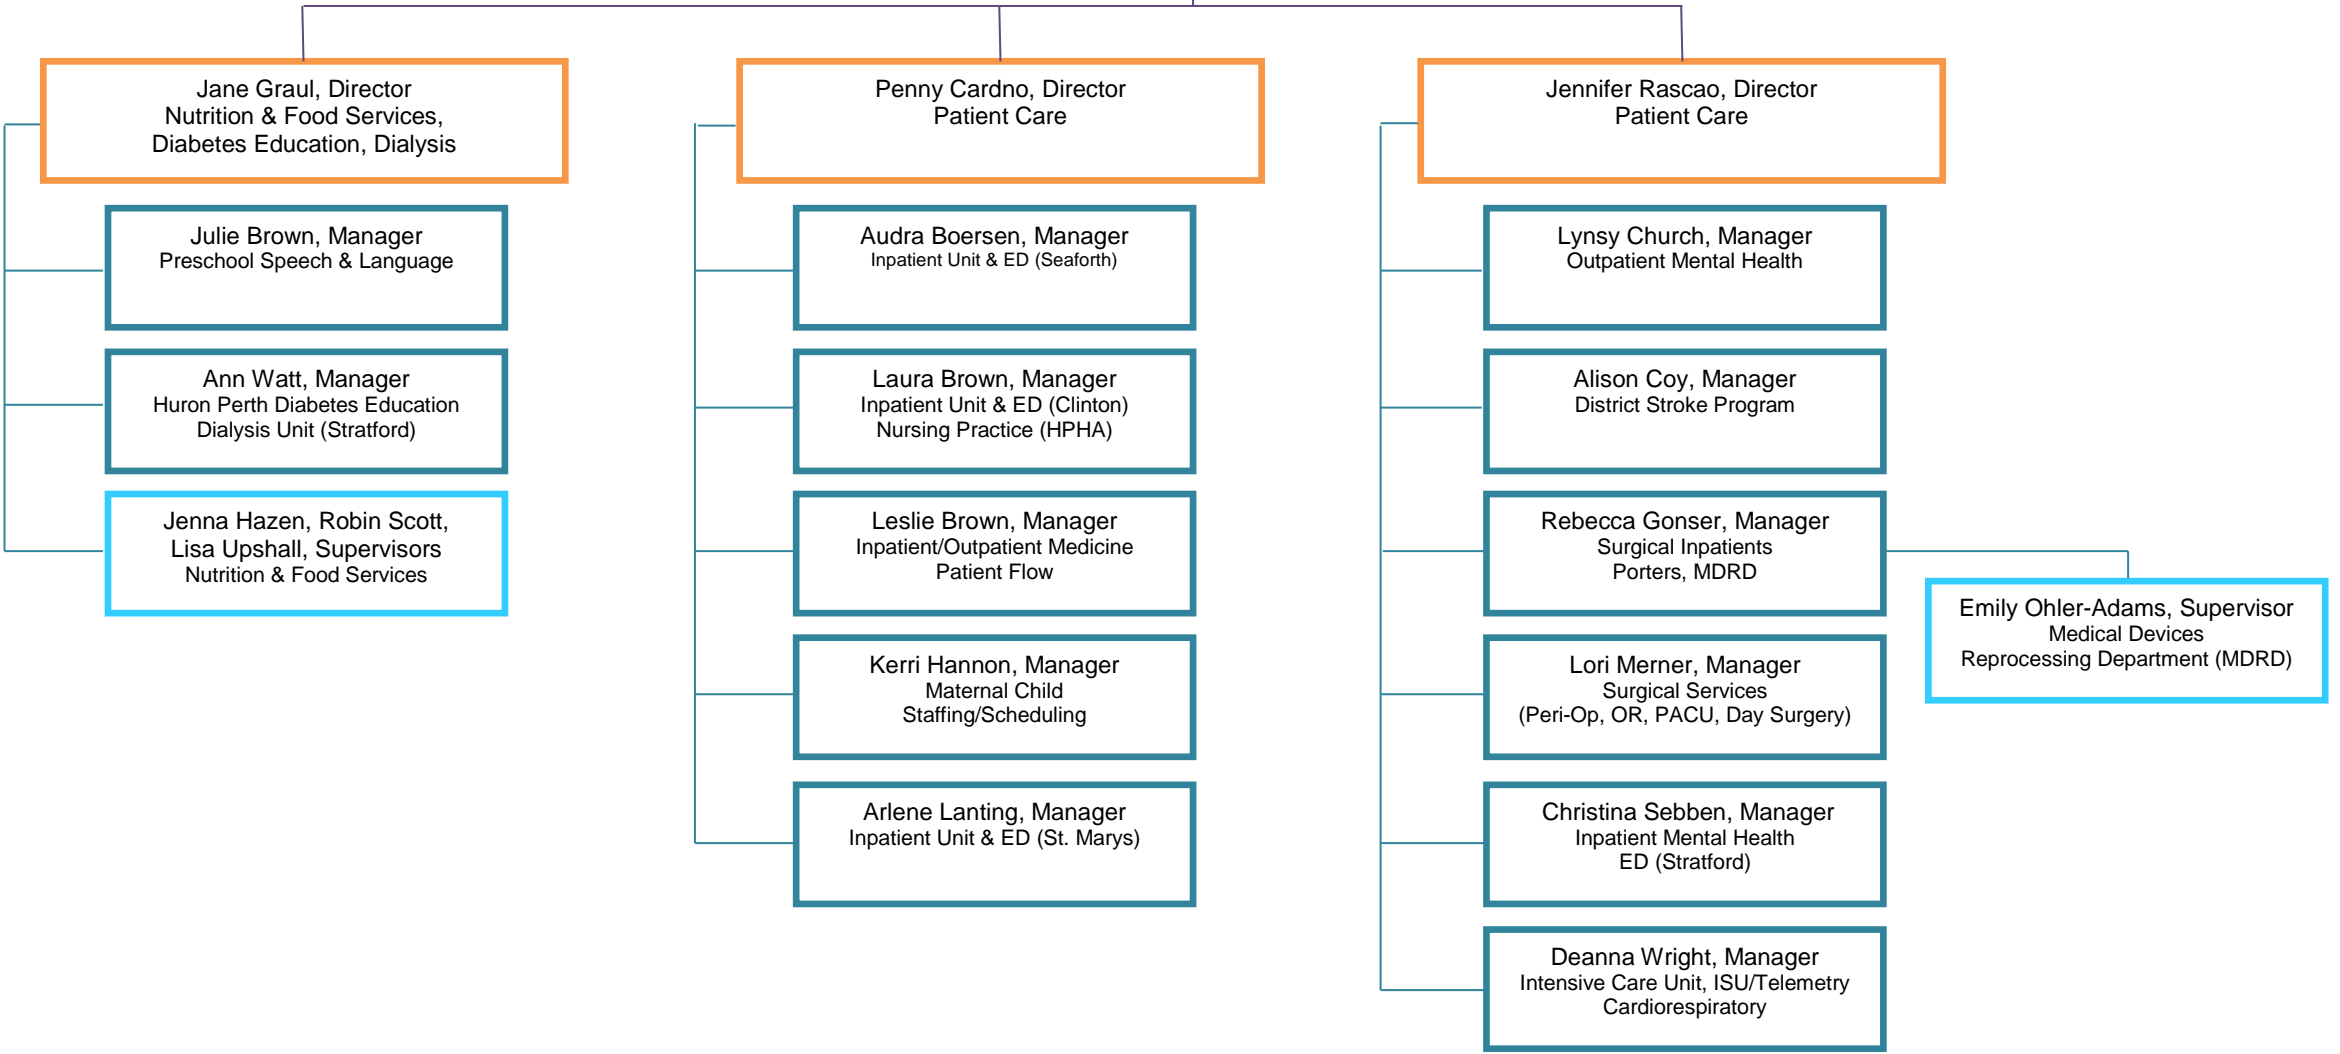 Jane Graul, Director
Nutrition & Food Services,
Diabetes Education, Dialysis
Julie Brown, Manager
Preschool Speech & Language
Ann Watt, Manager
Huron Perth Diabetes Education
Dialysis Unit (Stratford)
Jenna Hazen, Robin Scott,
Lisa Upshall, Supervisors
Nutrition & Food Services
Penny Cardno, Director
Patient Care
Audra Boersen, Manager
Inpatient Unit & ED (Seaforth)
Laura Brown, Manager
Inpatient Unit & ED (Clinton)
Nursing Practice (HPHA)
Leslie Brown, Manager
Inpatient/Outpatient Medicine
Patient Flow
Kerri Hannon, Manager
Maternal Child
Staffing/Scheduling
Arlene Lanting, Manager
Inpatient Unit & ED (St. Marys)
Jennifer Rascao, Director
Patient Care
Lynsy Church, Manager
Outpatient Mental Health
Alison Coy, Manager
District Stroke Program
Rebecca Gonser, Manager
Surgical Inpatients
Porters, MDRD
Emily Ohler-Adams, Supervisor
Medical Devices
Reprocessing Department (MDRD)
Lori Merner, Manager
Surgical Services
(Peri-Op, OR, PACU, Day Surgery)
Christina Sebben, Manager
Inpatient Mental Health
ED (Stratford)
Deanna Wright, Manager
Intensive Care Unit, ISU/Telemetry
Cardiorespiratory